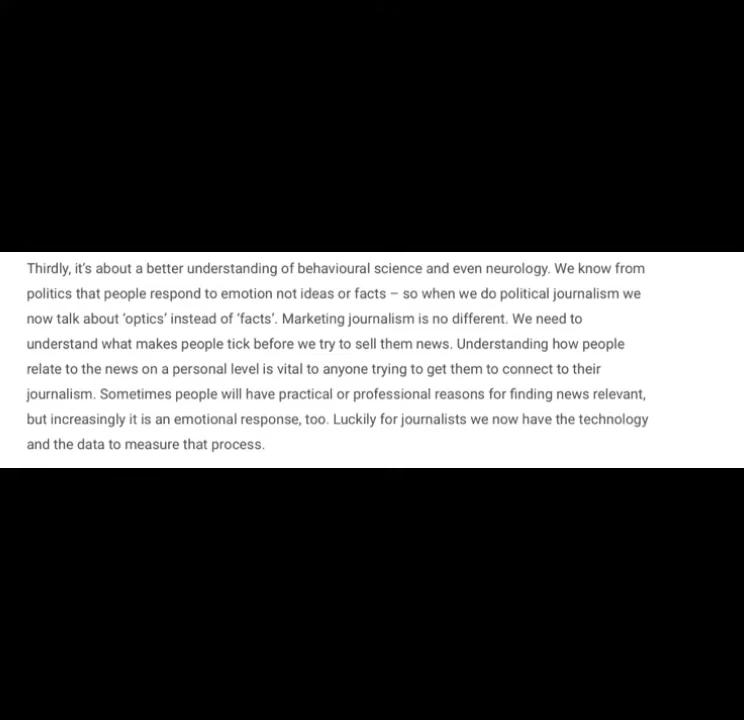 Thirdly, it's about a better understanding of behavioural science and even neurology. We know from
politics that people respond to emotion not ideas or facts – so when we do political journalism we
now talk about 'optics' instead of 'facts'. Marketing journalism is no different. We need to
understand what makes people tick before we try to sell them news. Understanding how people
relate to the news on a personal level is vital to anyone trying to get them to connect to their
journalism. Sometimes people will have practical or professional reasons for finding news relevant,
but increasingly it is an emotional response, too. Luckily for journalists we now have the technology
and the data to measure that process.